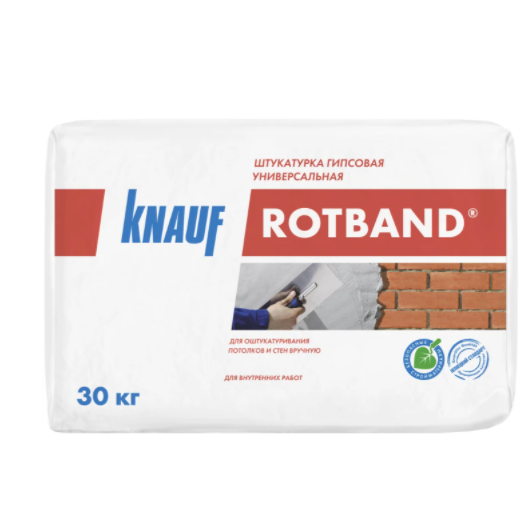 ШТУКАТУРКА ГИПСОВАЯ
УНИВЕРСАЛЬНАЯ
KNAUF
ROTBAND®
ДЛЯ ОШТУКАТУРИВАНИЯ
ПОТОЛКОВ И СТЕН ВРУЧНУЮ
ДЛЯ ВНУТРЕННИХ РАБОТ
30 кг